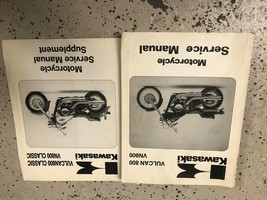 Motorcycle
Service Manual
Supplement
Kawasaki
VULCAN800 CLASSIC
VN800 CLASSIC
Motorcycle
Service Manual
Kawasaki
VULCAN 800
VN800